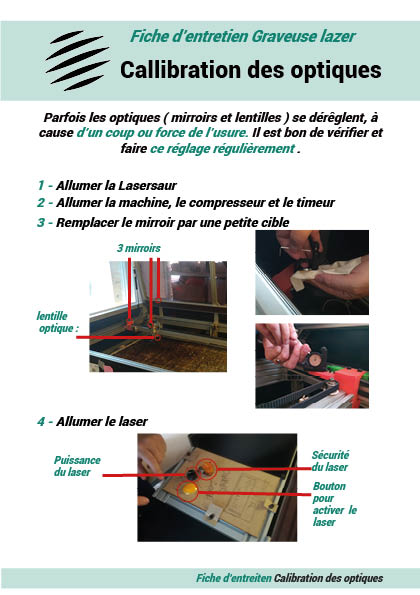 Fiche d'entretien Graveuse lazer
Callibration des optiques
Parfois les optiques ( mirroirs et lentilles ) se dérêglent, à
cause d'un coup ou force de l'usure. Il est bon de vérifier et
faire ce réglage régulièrement .
1 - Allumer la Lasersaur
2 - Allumer la machine, le compresseur et le timeur
3 - Remplacer le mirroir par une petite cible
3 mirroirs
lentille
optique :
4 - Allumer le laser
Puissance
du laser
Sécurité
du laser
Bouton
pour
activer le
laser
Fiche d'entreiten Calibration des optiques